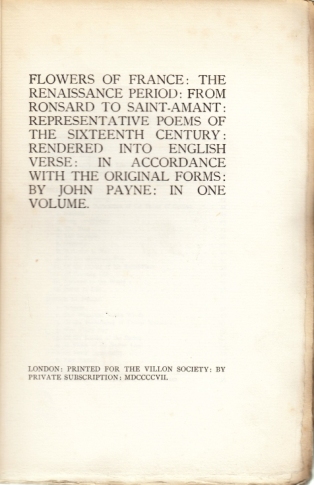 FLOWERS OF FRANCE: THE
RENAISSANCE PERIOD: FROM
RONSARD TO SAINT-AMANT:
REPRESENTATIVE POEMS OF
THE SIXTEENTH CENTURY:
RENDERED INTO ENGLISH
VERSE: IN ACCORDANCE
WITH THE ORIGINAL FORMS:
BY JOHN PAYNE: IN ONE
VOLUME.
LONDON: PRINTED FOR THE VILLON SOCIETY: BY
PRIVATE SUBSCRIPTION: MDCCCCVII.